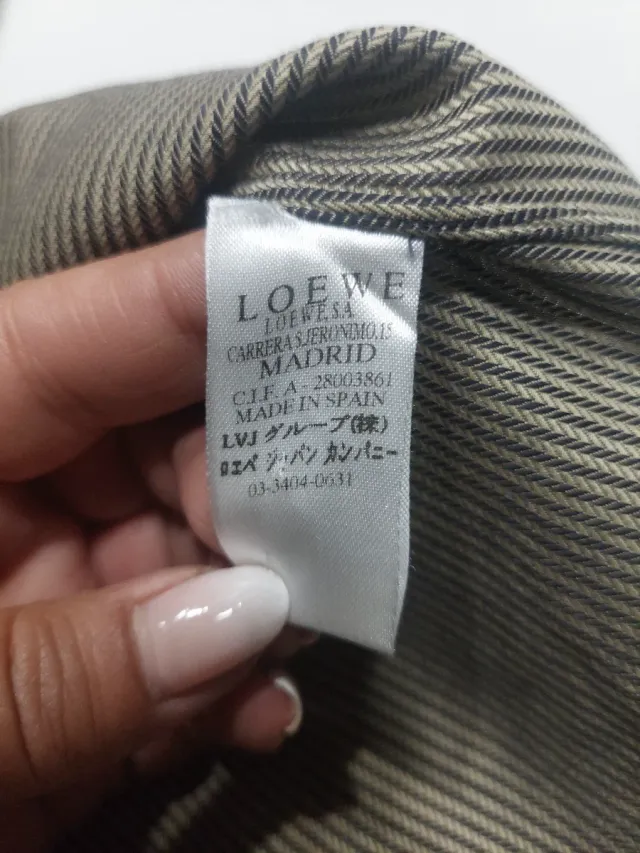 LOEWE
LOEWE, S.A.
CARRERA S.JERONIMO,15
MADRID
C.I.F. A - 28003861
MADE IN SPAIN
LVJ グループ(株)
ロエベ ジャパン カンパニー
03-3404-0631